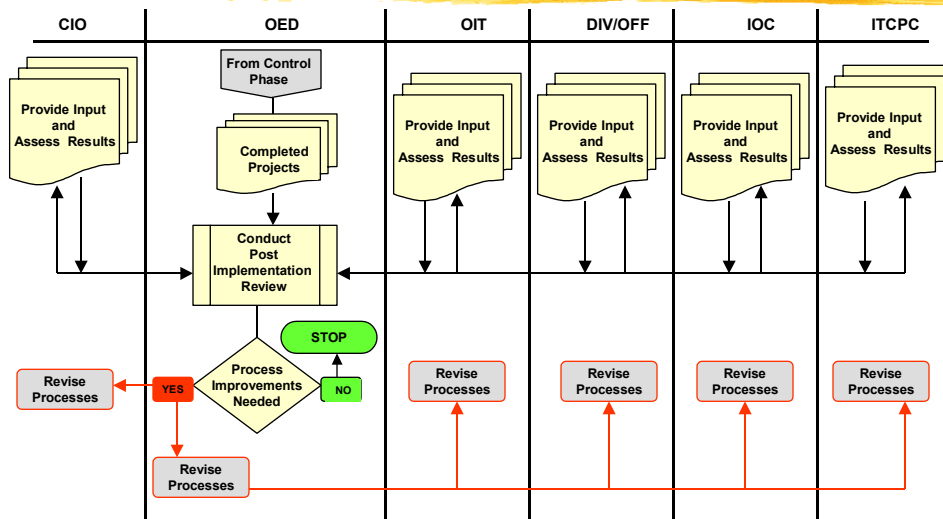 CIO
OED
OIT
DIV/OFF
IOC
ITCPC
From Control
Phase
Provide Input
and
Assess Results
Completed
Projects
Provide Input
and
Assess Results
Provide Input
and
Assess Results
Provide Input
and
Assess Results
Provide Input
and
Assess Results
Conduct
Post
Implementation
Review
STOP
Process
Improvements
Needed
YES
NO
Revise
Processes
Revise
Processes
Revise
Processes
Revise
Processes
Revise
Processes
Revise
Processes